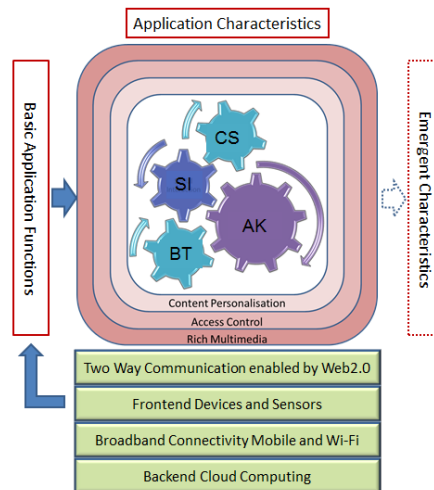 Application Characteristics
Basic Application Functions
CS
SI
AK
BT
Content Personalisation
Access Control
Rich Multimedia
Emergent Characteristics
Two Way Communication enabled by Web2.0
Frontend Devices and Sensors
Broadband Connectivity Mobile and Wi-Fi
Backend Cloud Computing